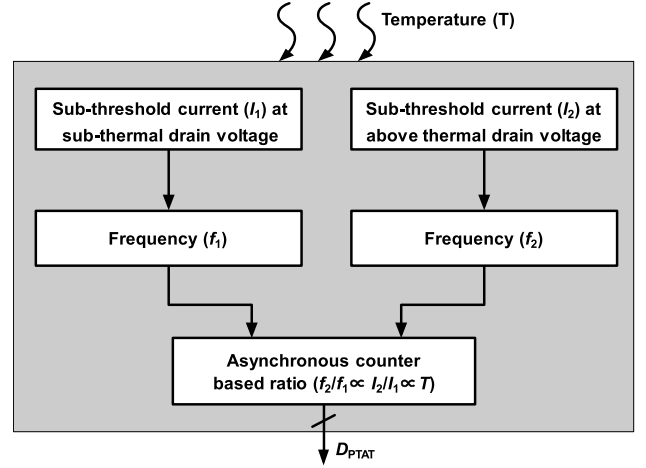 Temperature (T)
Sub-threshold current (I₁) at
sub-thermal drain voltage
Sub-threshold current (I₂) at
above thermal drain voltage
Frequency (f₁)
Frequency (f₂)
Asynchronous counter
based ratio (f₂/f₁∝ I₂/I₁∝ T)
D_PTAT